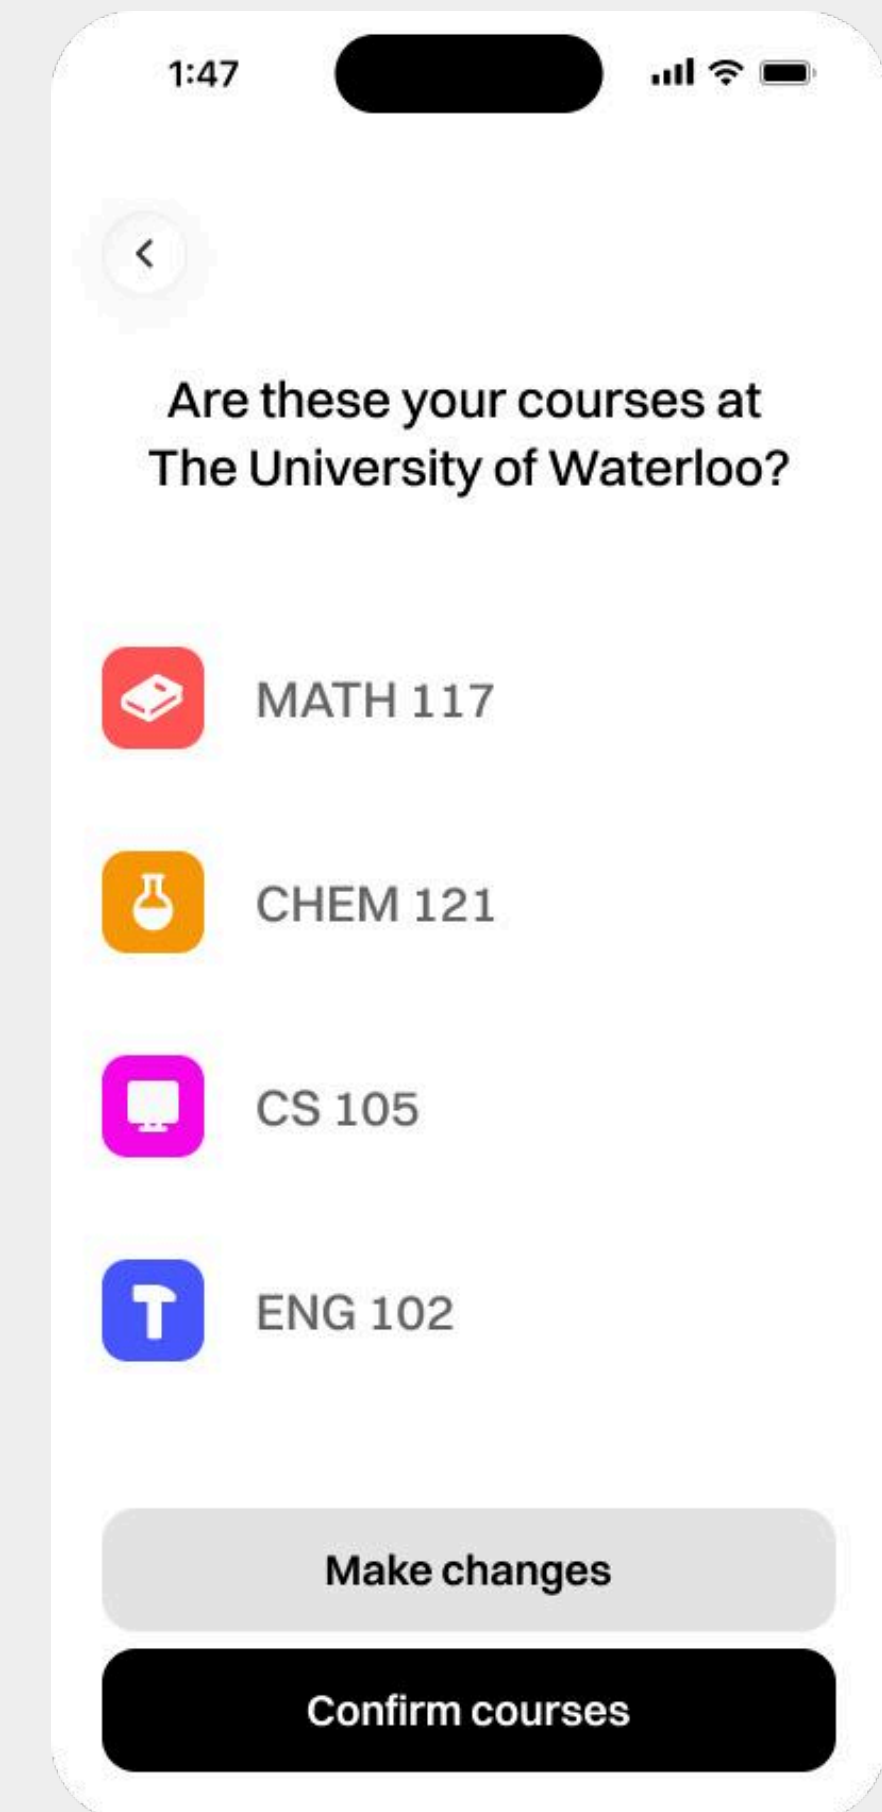 1:47
Are these your courses at
The University of Waterloo?
MATH 117
CHEM 121
CS 105
ENG 102
Make changes
Confirm courses